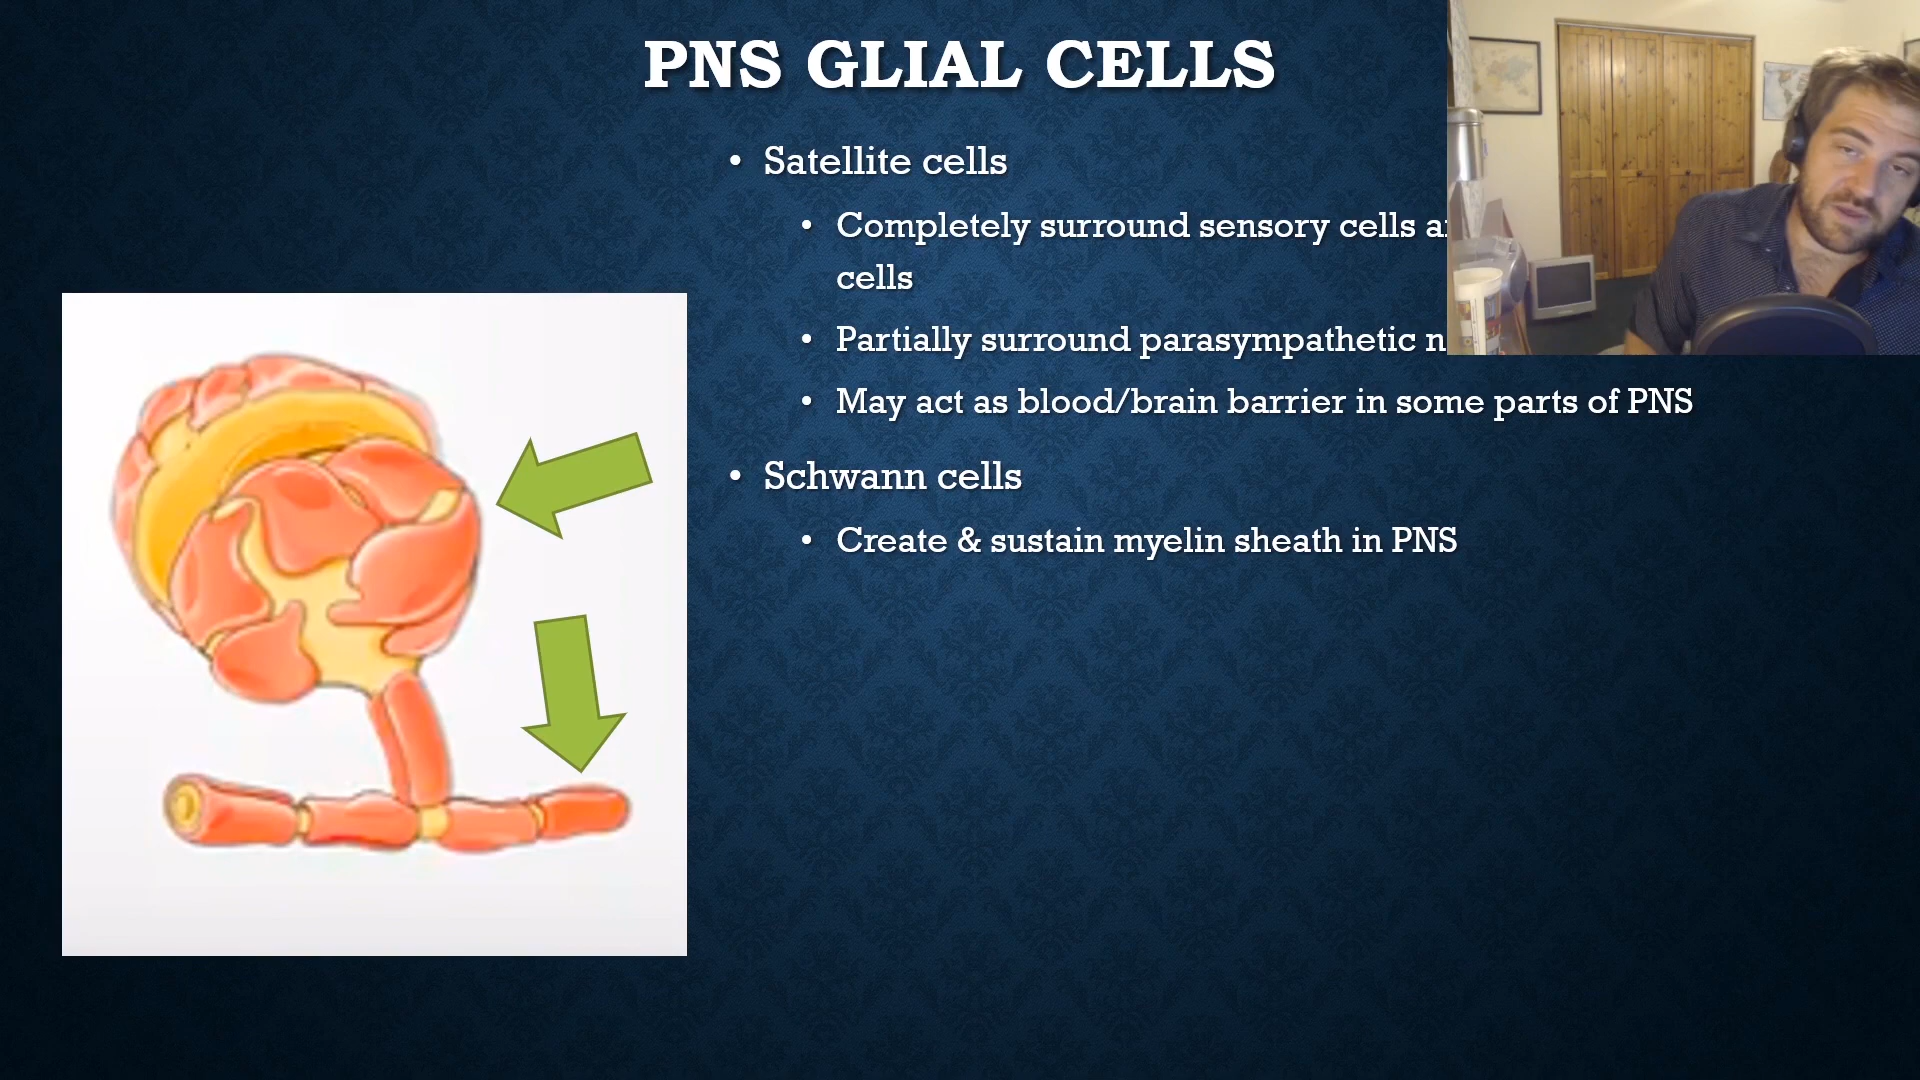 PNS GLIAL CELLS
• Satellite cells
• Completely surround sensory cells
cells
• Partially surround parasympathetic
• May act as blood/brain barrier in some parts of PNS
• Schwann cells
• Create & sustain myelin sheath in PNS